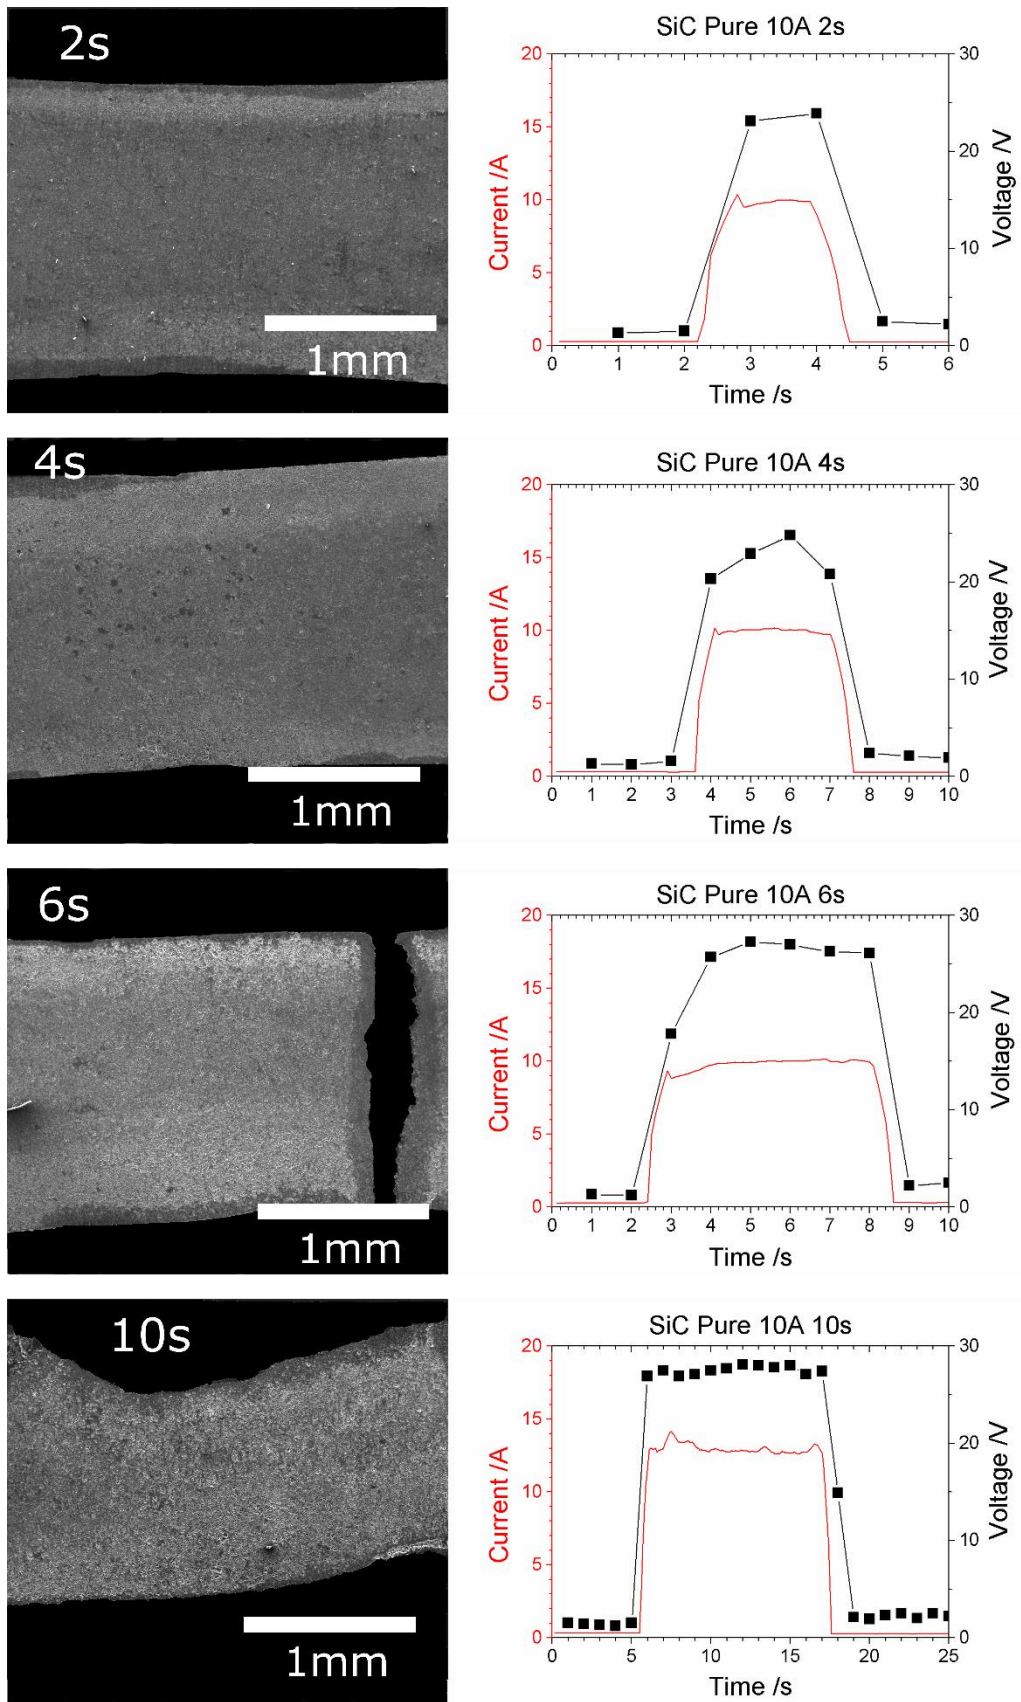 2s
1mm
SiC Pure 10A 2s
20
15
10
5
0
Current /A
30
20
10
0
Voltage /V
0 1 2 3 4 5 6
Time /s
4s
1mm
SiC Pure 10A 4s
20
15
10
5
0
Current /A
30
20
10
0
Voltage /V
0 1 2 3 4 5 6 7 8 9 10
Time /s
6s
1mm
SiC Pure 10A 6s
20
15
10
5
0
Current /A
30
20
10
0
Voltage /V
0 1 2 3 4 5 6 7 8 9 10
Time /s
10s
1mm
SiC Pure 10A 10s
20
15
10
5
0
Current /A
30
20
10
0
Voltage /V
0 5 10 15 20 25
Time /s